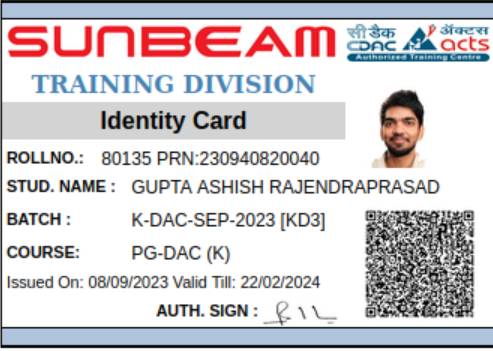 SUNBEAM
सी डैक
CDAC
ॲक्टस
acts
Authorized Training Centre
TRAINING DIVISION
Identity Card
ROLLNO.: 80135 PRN:230940820040
STUD. NAME : GUPTA ASHISH RAJENDRAPRASAD
BATCH : K-DAC-SEP-2023 [KD3]
COURSE: PG-DAC (K)
Issued On: 08/09/2023 Valid Till: 22/02/2024
AUTH. SIGN :